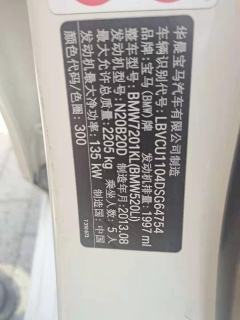 华晨宝马汽车有限公司制造
车辆识别代号: LBVCU1104DSG64754
品牌: 宝马(BMW)牌 发动机排量: 1997 ml
整车型号: BMW7201KL(BMW520Li)
发动机型号: N20B20D 制造年月: 2013.08
最大允许总质量: 2205 kg 乘坐人数: 5 人
发动机最大净功率: 135 kW 制造国: 中国
颜色代码/色圈: 300